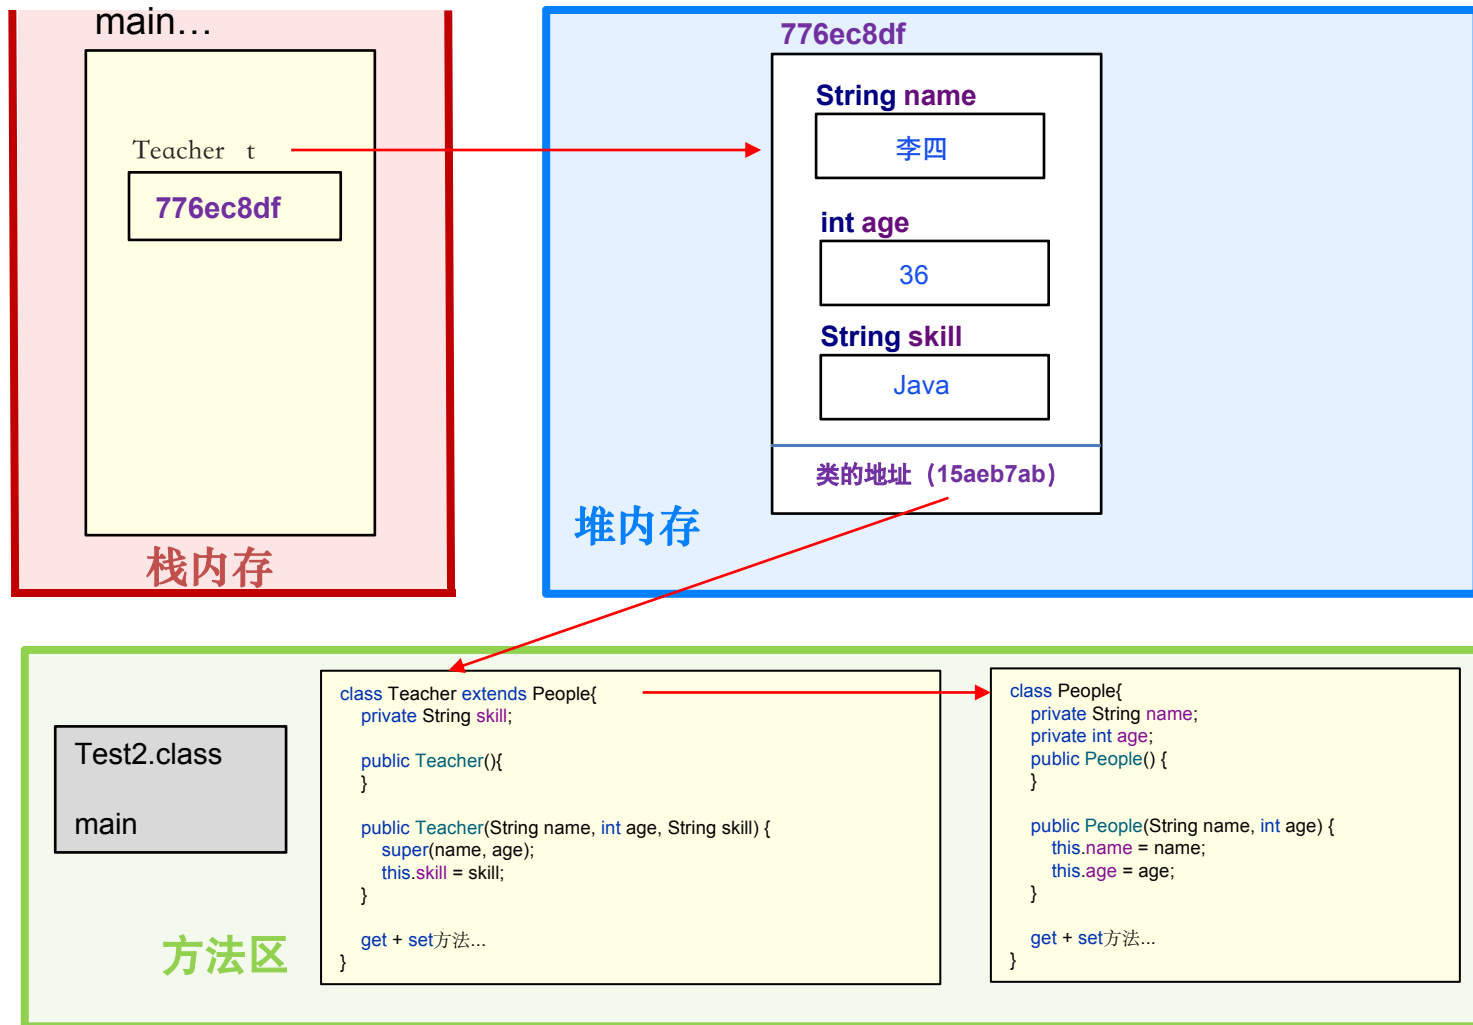 main…
Teacher t
776ec8df
栈内存
776ec8df
String name
李四
int age
36
String skill
Java
类的地址（15aeb7ab）
堆内存
Test2.class
main
方法区
class Teacher extends People{
private String skill;
public Teacher(){
}
public Teacher(String name, int age, String skill) {
super(name, age);
this.skill = skill;
}
get + set方法...
}
class People{
private String name;
private int age;
public People() {
}
public People(String name, int age) {
this.name = name;
this.age = age;
}
get + set方法...
}